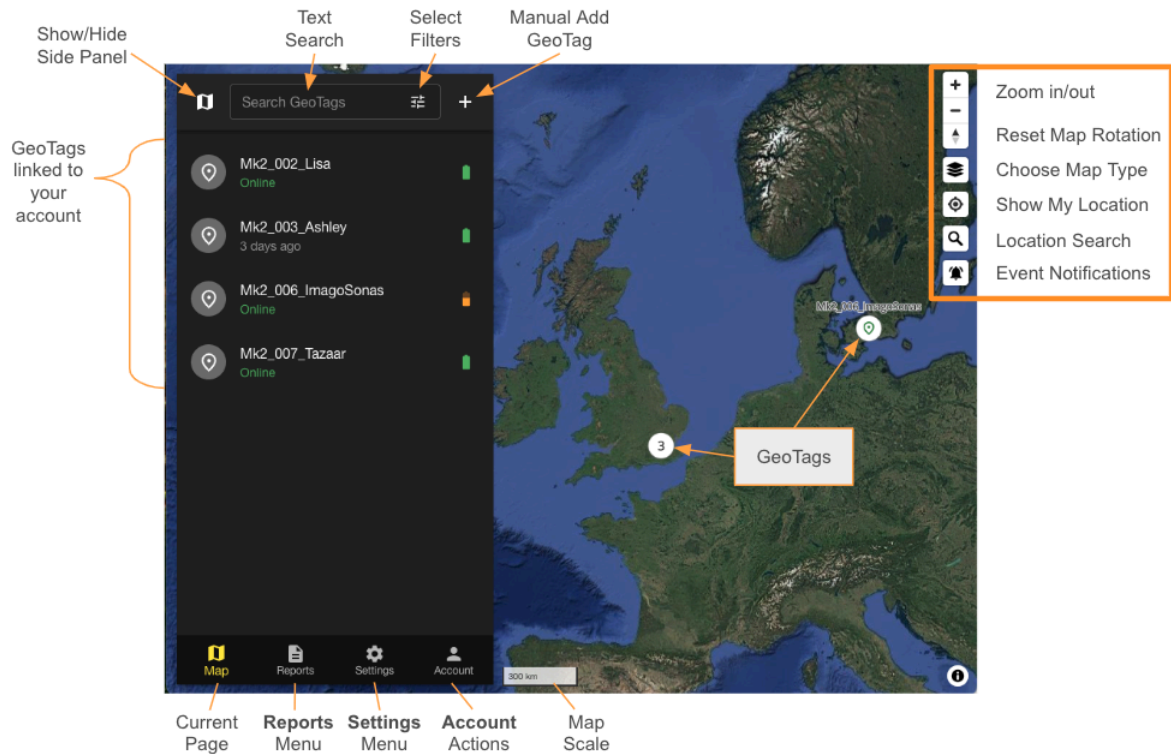 Show/Hide
Side Panel
Text
Search
Select
Filters
Manual Add
GeoTag
Search GeoTags
GeoTags
linked to
your
account
Mk2_002_Lisa
Online
Mk2_003_Ashley
3 days ago
Mk2_006_ImagoSonas
Online
Mk2_007_Tazaar
Online
Zoom in/out
Reset Map Rotation
Choose Map Type
Show My Location
Location Search
Event Notifications
Mk2_006_ImagoSonas
3
GeoTags
Map
Reports
Settings
Account
300 km
Current
Page
Reports
Menu
Settings
Menu
Account
Actions
Map
Scale